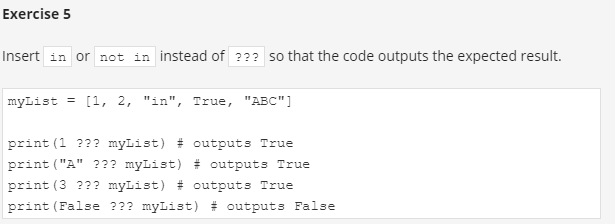 Exercise 5
Insert in or not in instead of ??? so that the code outputs the expected result.
myList = [1, 2, "in", True, "ABC"]
print(1 ??? myList) # outputs True
print("A" ??? myList) # outputs True
print(3 ??? myList) # outputs True
print(False ??? myList) # outputs False